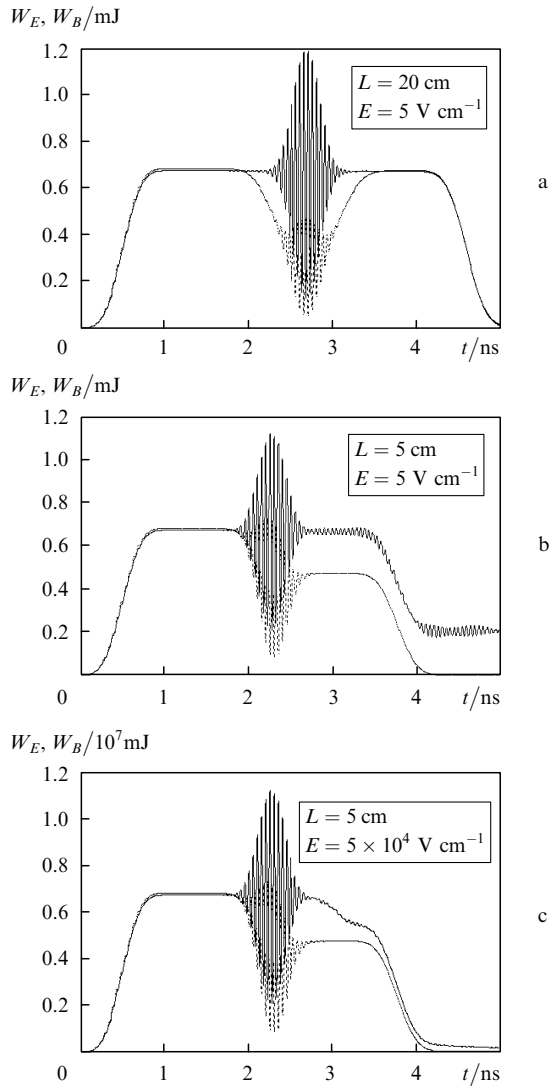 W_E, W_B/mJ
1.2
L = 20 cm
E = 5 V cm⁻¹
1.0
0.8
a
0.6
0.4
0.2
0 1 2 3 4 t/ns
W_E, W_B/mJ
1.2
L = 5 cm
E = 5 V cm⁻¹
1.0
0.8
b
0.6
0.4
0.2
0 1 2 3 4 t/ns
W_E, W_B/10⁷mJ
1.2
L = 5 cm
E = 5 × 10⁴ V cm⁻¹
1.0
0.8
c
0.6
0.4
0.2
0 1 2 3 4 t/ns